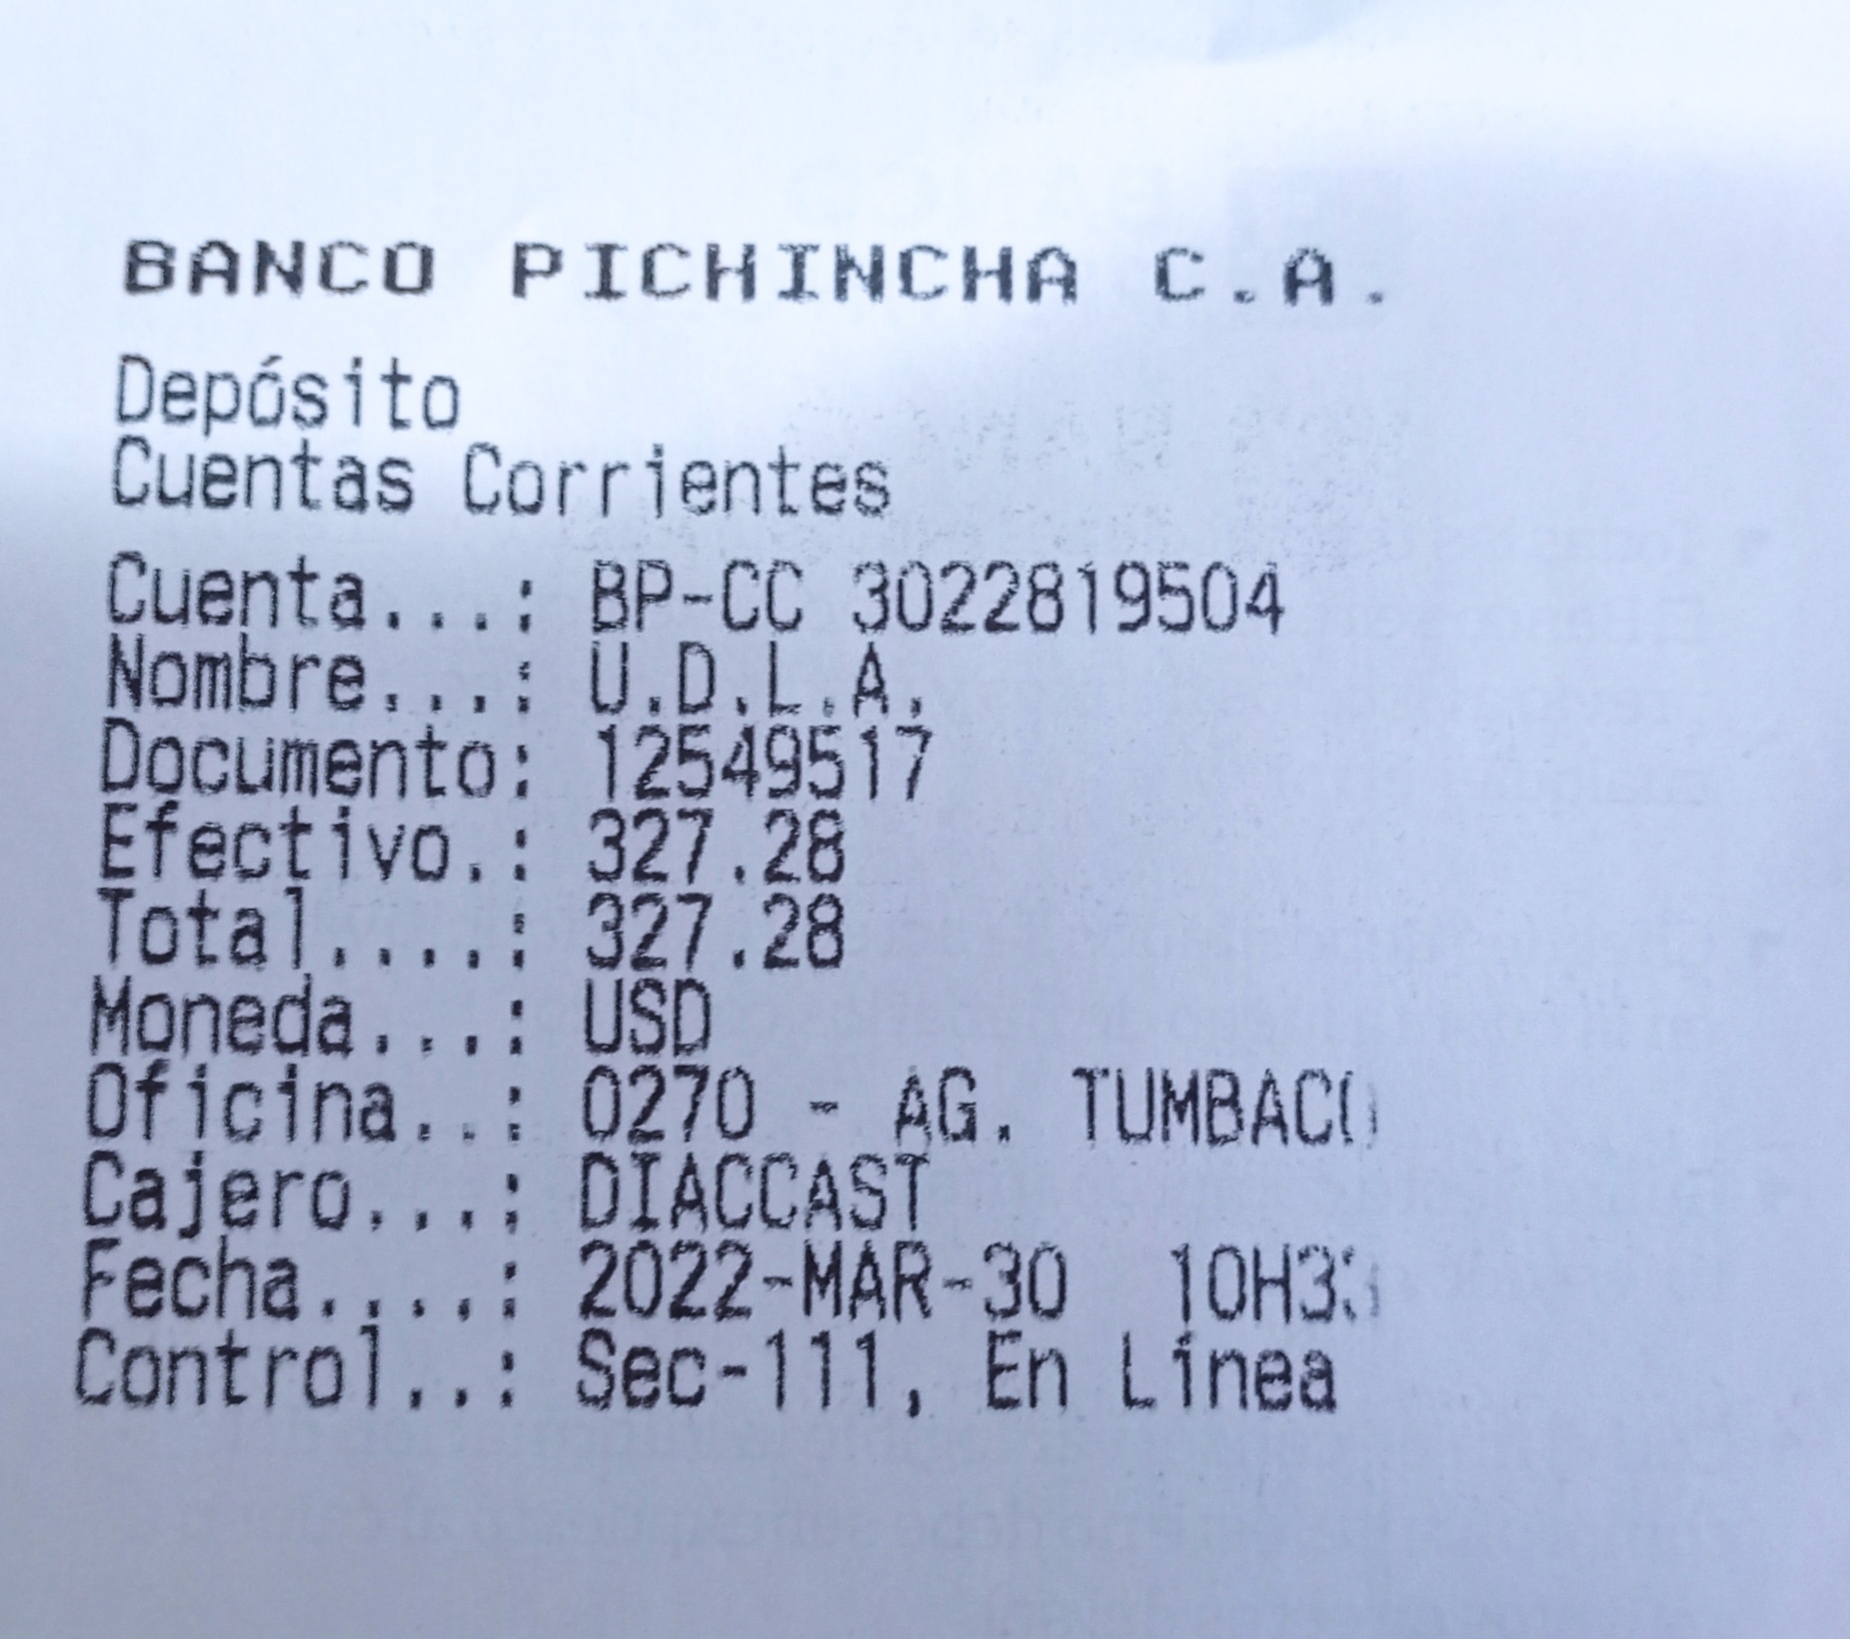 BANCO PICHINCHA C.A.
Depósito
Cuentas Corrientes
Cuenta...: BP-CC 3022819504
Nombre...: U.D.L.A.
Documento: 12549517
Efectivo.: 327.28
Total....: 327.28
Moneda...: USD
Oficina..: 0270 - AG. TUMBACO
Cajero...: DIACCAST
Fecha....: 2022-MAR-30
Control..: Sec-111, En Línea